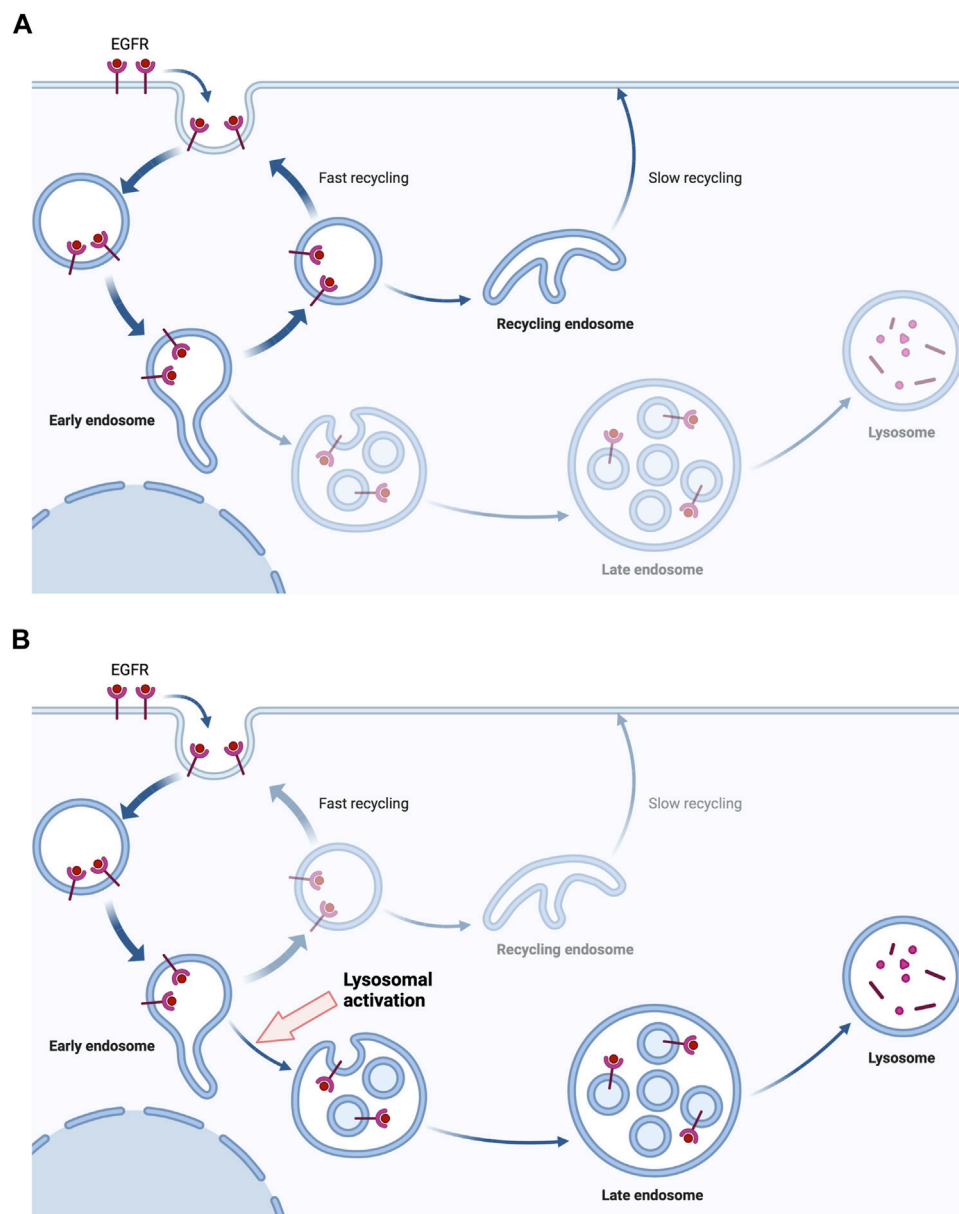 A
EGFR
Fast recycling
Slow recycling
Recycling endosome
Early endosome
Lysosome
Late endosome
B
EGFR
Fast recycling
Slow recycling
Recycling endosome
Lysosomal
activation
Early endosome
Lysosome
Late endosome